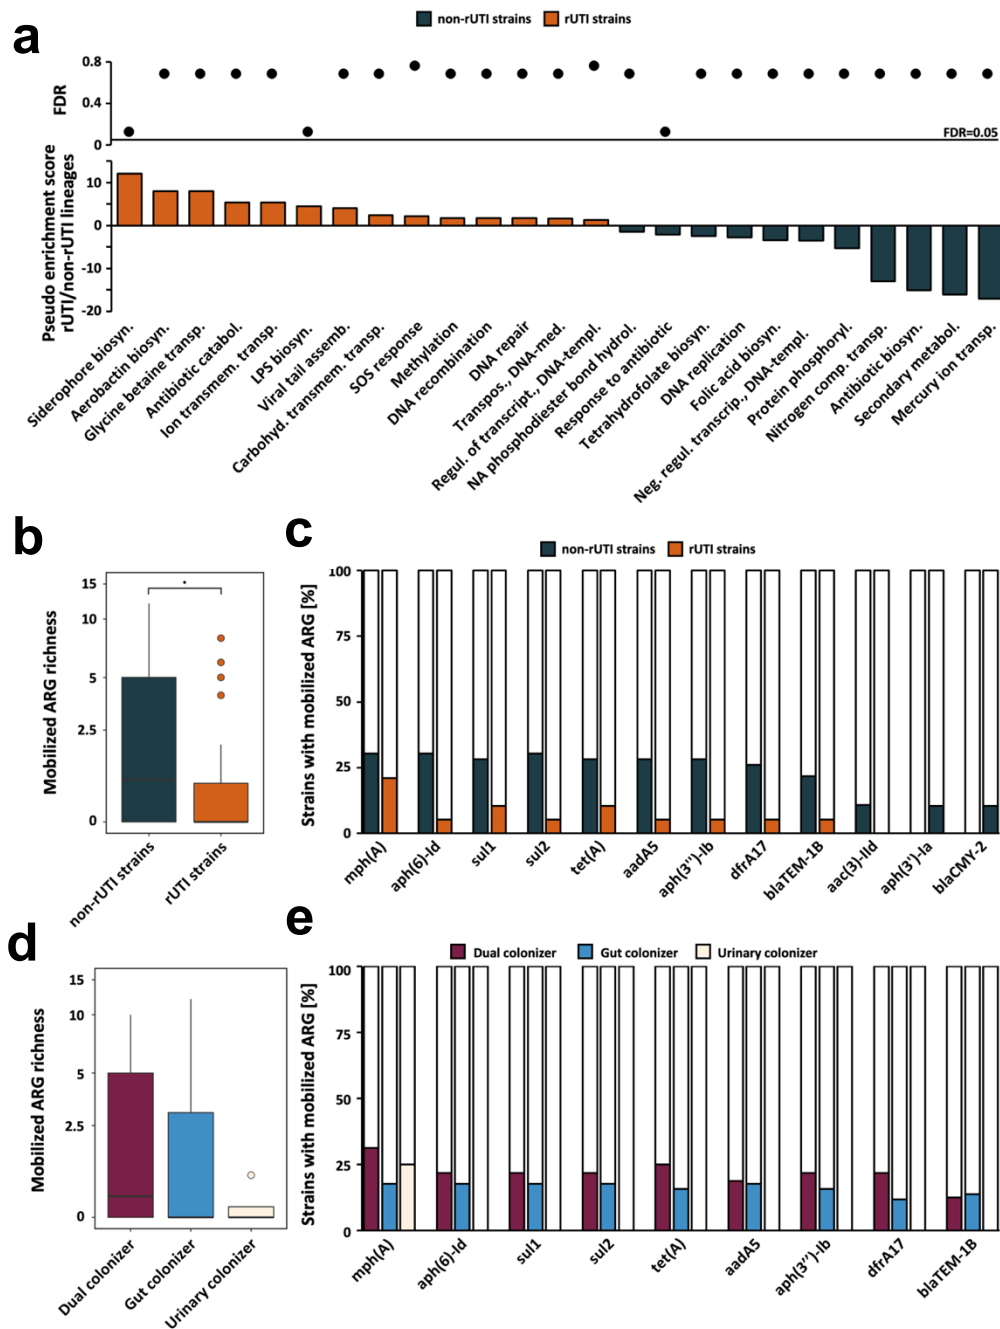 non-rUTI strains rUTI strains
a
FDR
0.8
0.4
0
FDR=0.05
Pseudo enrichment score
rUTI/non-rUTI lineages
10
0
-10
-20
Siderophore biosyn.
Aerobactin biosyn.
Glycine betaine transp.
Antibiotic catabol.
Ion transmem. transp.
LPS biosyn.
Viral tail assemb.
Carbohyd. transmem. transp.
SOS response
Methylation
DNA recombination
DNA repair
Transpos., DNA-med.
Regul. of transcript., DNA-templ.
NA phosphodiester bond hydrol.
Response to antibiotic
Tetrahydrofolate biosyn.
DNA replication
Folic acid biosyn.
Neg. regul. transcrip., DNA-templ.
Protein phosphoryl.
Nitrogen comp. transp.
Antibiotic biosyn.
Secondary metabol.
Mercury ion transp.
b
Mobilized ARG richness
15
10
5
2.5
0
non-rUTI strains
rUTI strains
c
non-rUTI strains rUTI strains
Strains with mobilized ARG [%]
100
75
50
25
0
mph(A)
aph(6)-Id
sul1
sul2
tet(A)
aadA5
aph(3'')-Ib
dfrA17
blaTEM-1B
aac(3)-IId
aph(3')-Ia
blaCMY-2
d
Mobilized ARG richness
15
10
5
2.5
0
Dual colonizer
Gut colonizer
Urinary colonizer
e
Dual colonizer Gut colonizer Urinary colonizer
Strains with mobilized ARG [%]
100
75
50
25
0
mph(A)
aph(6)-Id
sul1
sul2
tet(A)
aadA5
aph(3'')-Ib
dfrA17
blaTEM-1B